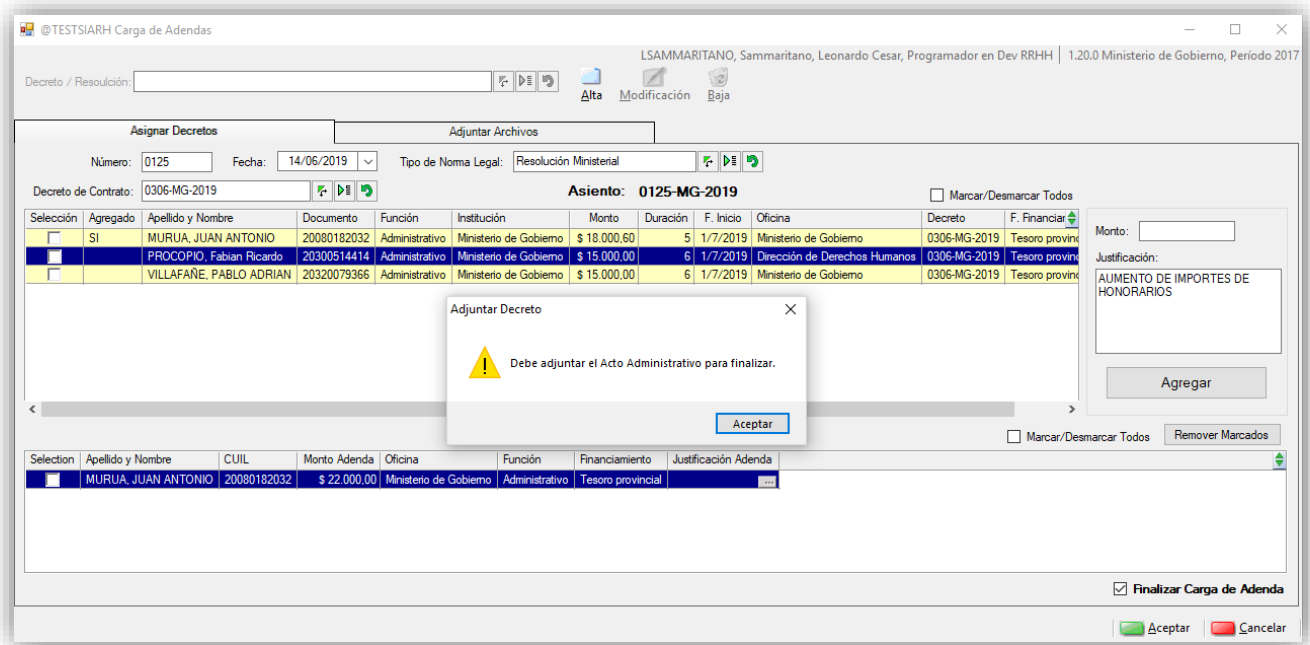 @TESTSIARH Carga de Adendas
LSAMMARITANO, Sammaritano, Leonardo Cesar, Programador en Dev RRHH 1.20.0 Ministerio de Gobierno, Período 2017
Decreto / Resoulción:
Alta Modificación Baja
Asignar Decretos Adjuntar Archivos
Número: 0125 Fecha: 14/06/2019 Tipo de Norma Legal: Resolución Ministerial
Decreto de Contrato: 0306-MG-2019 Asiento: 0125-MG-2019 Marcar/Desmarcar Todos
Selección Agregado Apellido y Nombre Documento Función Institución Monto Duración F. Inicio Oficina Decreto F. Financiar
SI MURUA, JUAN ANTONIO 20080182032 Administrativo Ministerio de Gobierno $ 18.000,60 5 1/7/2019 Ministerio de Gobierno 0306-MG-2019 Tesoro provinc
PROCOPIO, Fabian Ricardo 20300514414 Administrativo Ministerio de Gobierno $ 15.000,00 6 1/7/2019 Dirección de Derechos Humanos 0306-MG-2019 Tesoro provinc
VILLAFAÑE, PABLO ADRIAN 20320079366 Administrativo Ministerio de Gobierno $ 15.000,00 6 1/7/2019 Ministerio de Gobierno 0306-MG-2019 Tesoro provinc
Monto:
Justificación:
AUMENTO DE IMPORTES DE
HONORARIOS
Agregar
Adjuntar Decreto
Debe adjuntar el Acto Administrativo para finalizar.
Aceptar
Marcar/Desmarcar Todos Remover Marcados
Selection Apellido y Nombre CUIL Monto Adenda Oficina Función Financiamiento Justificación Adenda
MURUA, JUAN ANTONIO 20080182032 $ 22.000,00 Ministerio de Gobierno Administrativo Tesoro provincial ...
Finalizar Carga de Adenda
Aceptar Cancelar